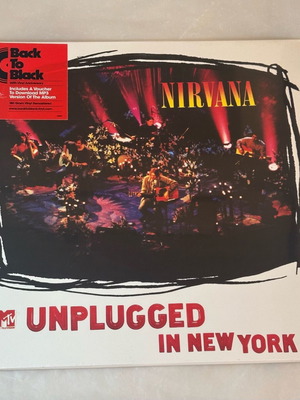 Back
To
Black
Includes A Voucher
To Download MP3
Version Of The Album
NIRVANA
MTV
UNPLUGGED
IN NEW YORK